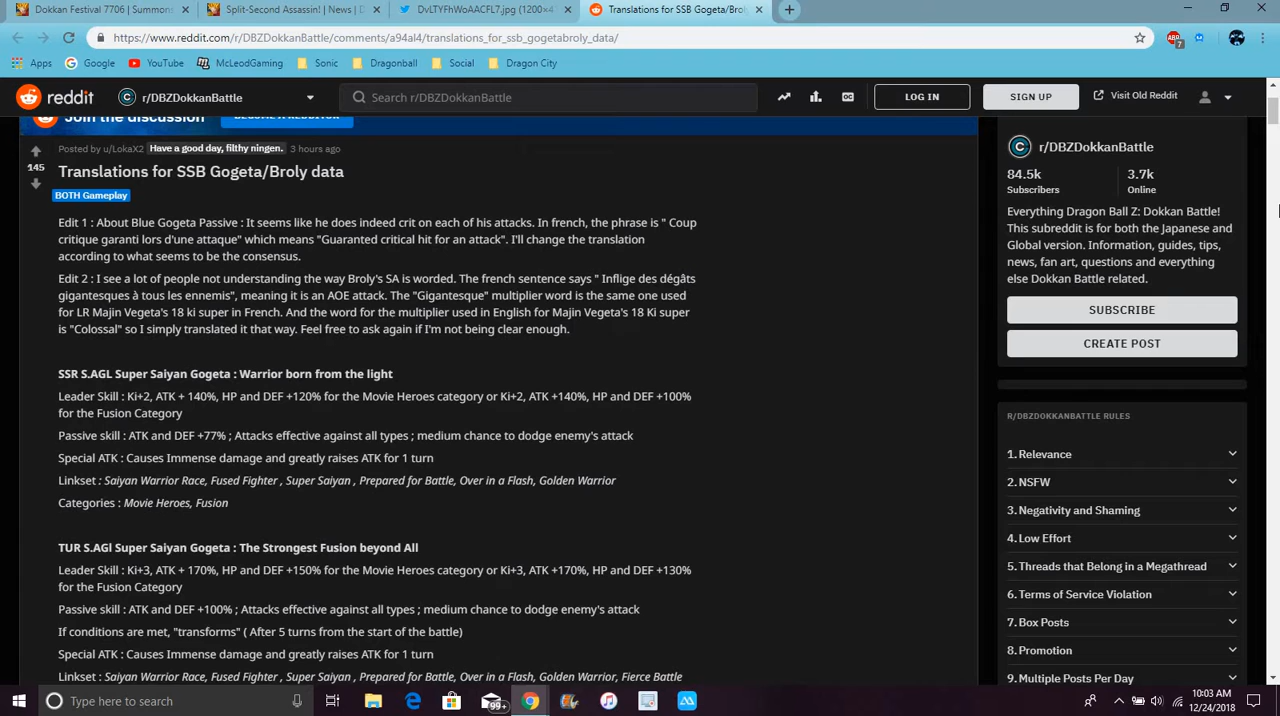 Dokkan Festival 7706 | Summons
Split-Second Assassin! | News | D
DvLTYFhWoAACFL7.jpg (1200×4
Translations for SSB Gogeta/Broly
https://www.reddit.com/r/DBZDokkanBattle/comments/a94al4/translations_for_ssb_gogetabroly_data/
ABP
7
Apps
Google
YouTube
McLeodGaming
Sonic
Dragonball
Social
Dragon City
reddit
r/DBZDokkanBattle
Search r/DBZDokkanBattle
LOG IN
SIGN UP
Visit Old Reddit
Join the discussion
BECOME A REDDITOR
Posted by u/LokaX2 Have a good day, filthy ningen. 3 hours ago
145
Translations for SSB Gogeta/Broly data
BOTH Gameplay
Edit 1 : About Blue Gogeta Passive : It seems like he does indeed crit on each of his attacks. In french, the phrase is " Coup
critique garanti lors d'une attaque" which means "Guaranted critical hit for an attack". I'll change the translation
according to what seems to be the consensus.
Edit 2 : I see a lot of people not understanding the way Broly's SA is worded. The french sentence says " Inflige des dégâts
gigantesques à tous les ennemis", meaning it is an AOE attack. The "Gigantesque" multiplier word is the same one used
for LR Majin Vegeta's 18 ki super in French. And the word for the multiplier used in English for Majin Vegeta's 18 Ki super
is "Colossal" so I simply translated it that way. Feel free to ask again if I'm not being clear enough.
SSR S.AGL Super Saiyan Gogeta : Warrior born from the light
Leader Skill : Ki+2, ATK + 140%, HP and DEF +120% for the Movie Heroes category or Ki+2, ATK +140%, HP and DEF +100%
for the Fusion Category
Passive skill : ATK and DEF +77% ; Attacks effective against all types ; medium chance to dodge enemy's attack
Special ATK : Causes Immense damage and greatly raises ATK for 1 turn
Linkset : Saiyan Warrior Race, Fused Fighter , Super Saiyan , Prepared for Battle, Over in a Flash, Golden Warrior
Categories : Movie Heroes, Fusion
TUR S.AGl Super Saiyan Gogeta : The Strongest Fusion beyond All
Leader Skill : Ki+3, ATK + 170%, HP and DEF +150% for the Movie Heroes category or Ki+3, ATK +170%, HP and DEF +130%
for the Fusion Category
Passive skill : ATK and DEF +100% ; Attacks effective against all types ; medium chance to dodge enemy's attack
If conditions are met, "transforms" ( After 5 turns from the start of the battle)
Special ATK : Causes Immense damage and greatly raises ATK for 1 turn
Linkset : Saiyan Warrior Race, Fused Fighter , Super Saiyan , Prepared for Battle, Over in a Flash, Golden Warrior, Fierce Battle
r/DBZDokkanBattle
84.5k
3.7k
Subscribers
Online
Everything Dragon Ball Z: Dokkan Battle!
This subreddit is for both the Japanese and
Global version. Information, guides, tips,
news, fan art, questions and everything
else Dokkan Battle related.
SUBSCRIBE
CREATE POST
R/DBZDOKKANBATTLE RULES
1. Relevance
2. NSFW
3. Negativity and Shaming
4. Low Effort
5. Threads that Belong in a Megathread
6. Terms of Service Violation
7. Box Posts
8. Promotion
9. Multiple Posts Per Day
Type here to search
99+
10:03 AM
12/24/2018